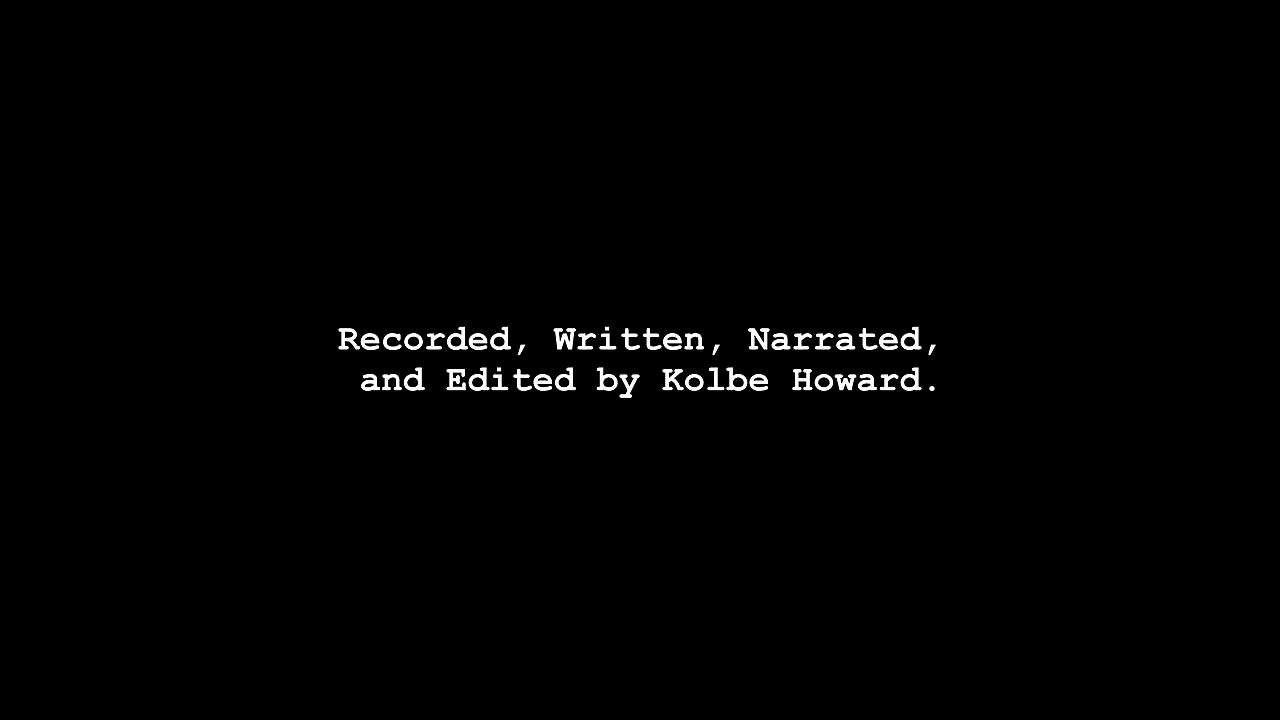 Recorded, Written, Narrated,
and Edited by Kolbe Howard.